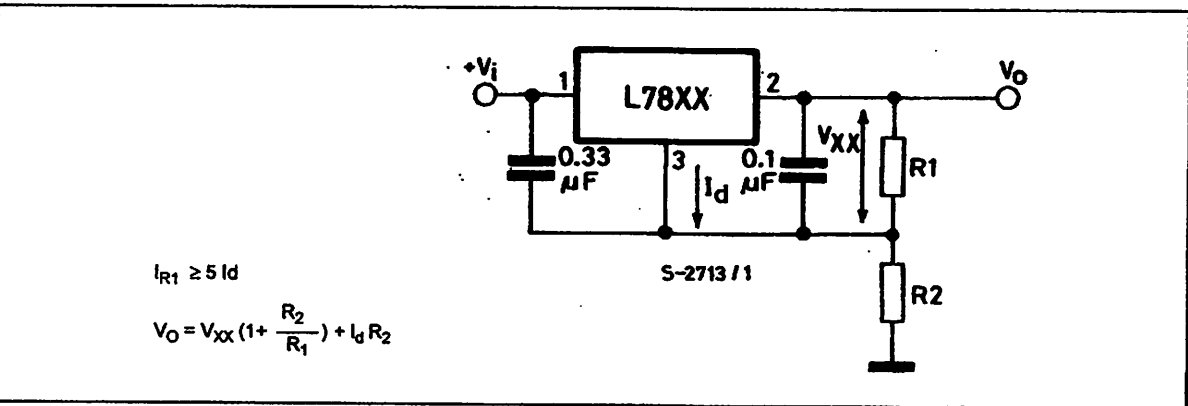 +Vi
1
L78XX
2
Vo
0.33
μF
3
Id
0.1
μF
VXX
R1
S-2713/1
R2
IR1 ≥ 5 Id
VO = VXX (1+ R2/R1) + Id R2